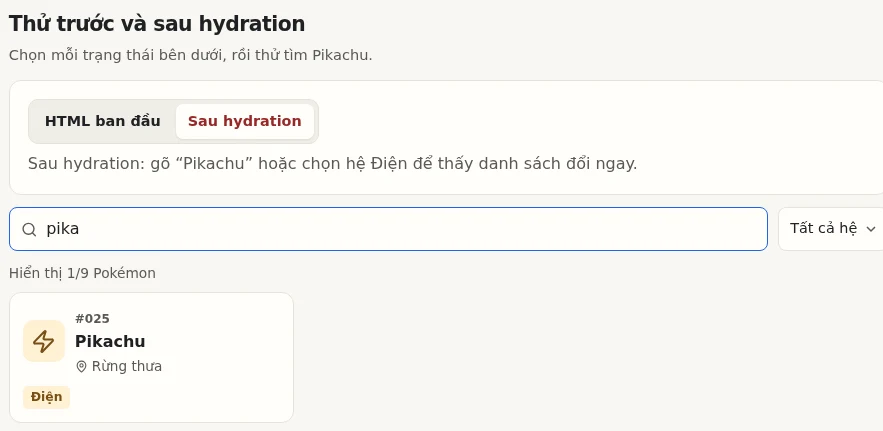 Thử trước và sau hydration
Chọn mỗi trạng thái bên dưới, rồi thử tìm Pikachu.
HTML ban đầu Sau hydration
Sau hydration: gõ “Pikachu” hoặc chọn hệ Điện để thấy danh sách đổi ngay.
pika Tất cả hệ
Hiển thị 1/9 Pokémon
#025
Pikachu
Rừng thưa
Điện